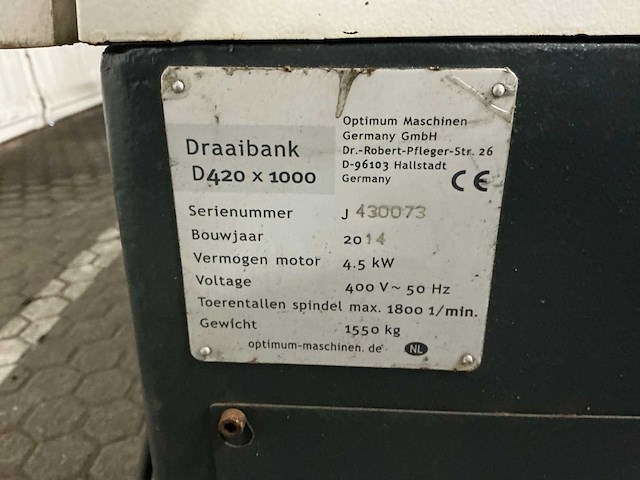 Draaibank
D420 x 1000
Optimum Maschinen
Germany GmbH
Dr.-Robert-Pfleger-Str. 26
D-96103 Hallstadt
Germany
CE
Serienummer J 430073
Bouwjaar 2014
Vermogen motor 4.5 kW
Voltage 400 V ~ 50 Hz
Toerentallen spindel max. 1800 1/min.
Gewicht 1550 kg
optimum-maschinen.de NL